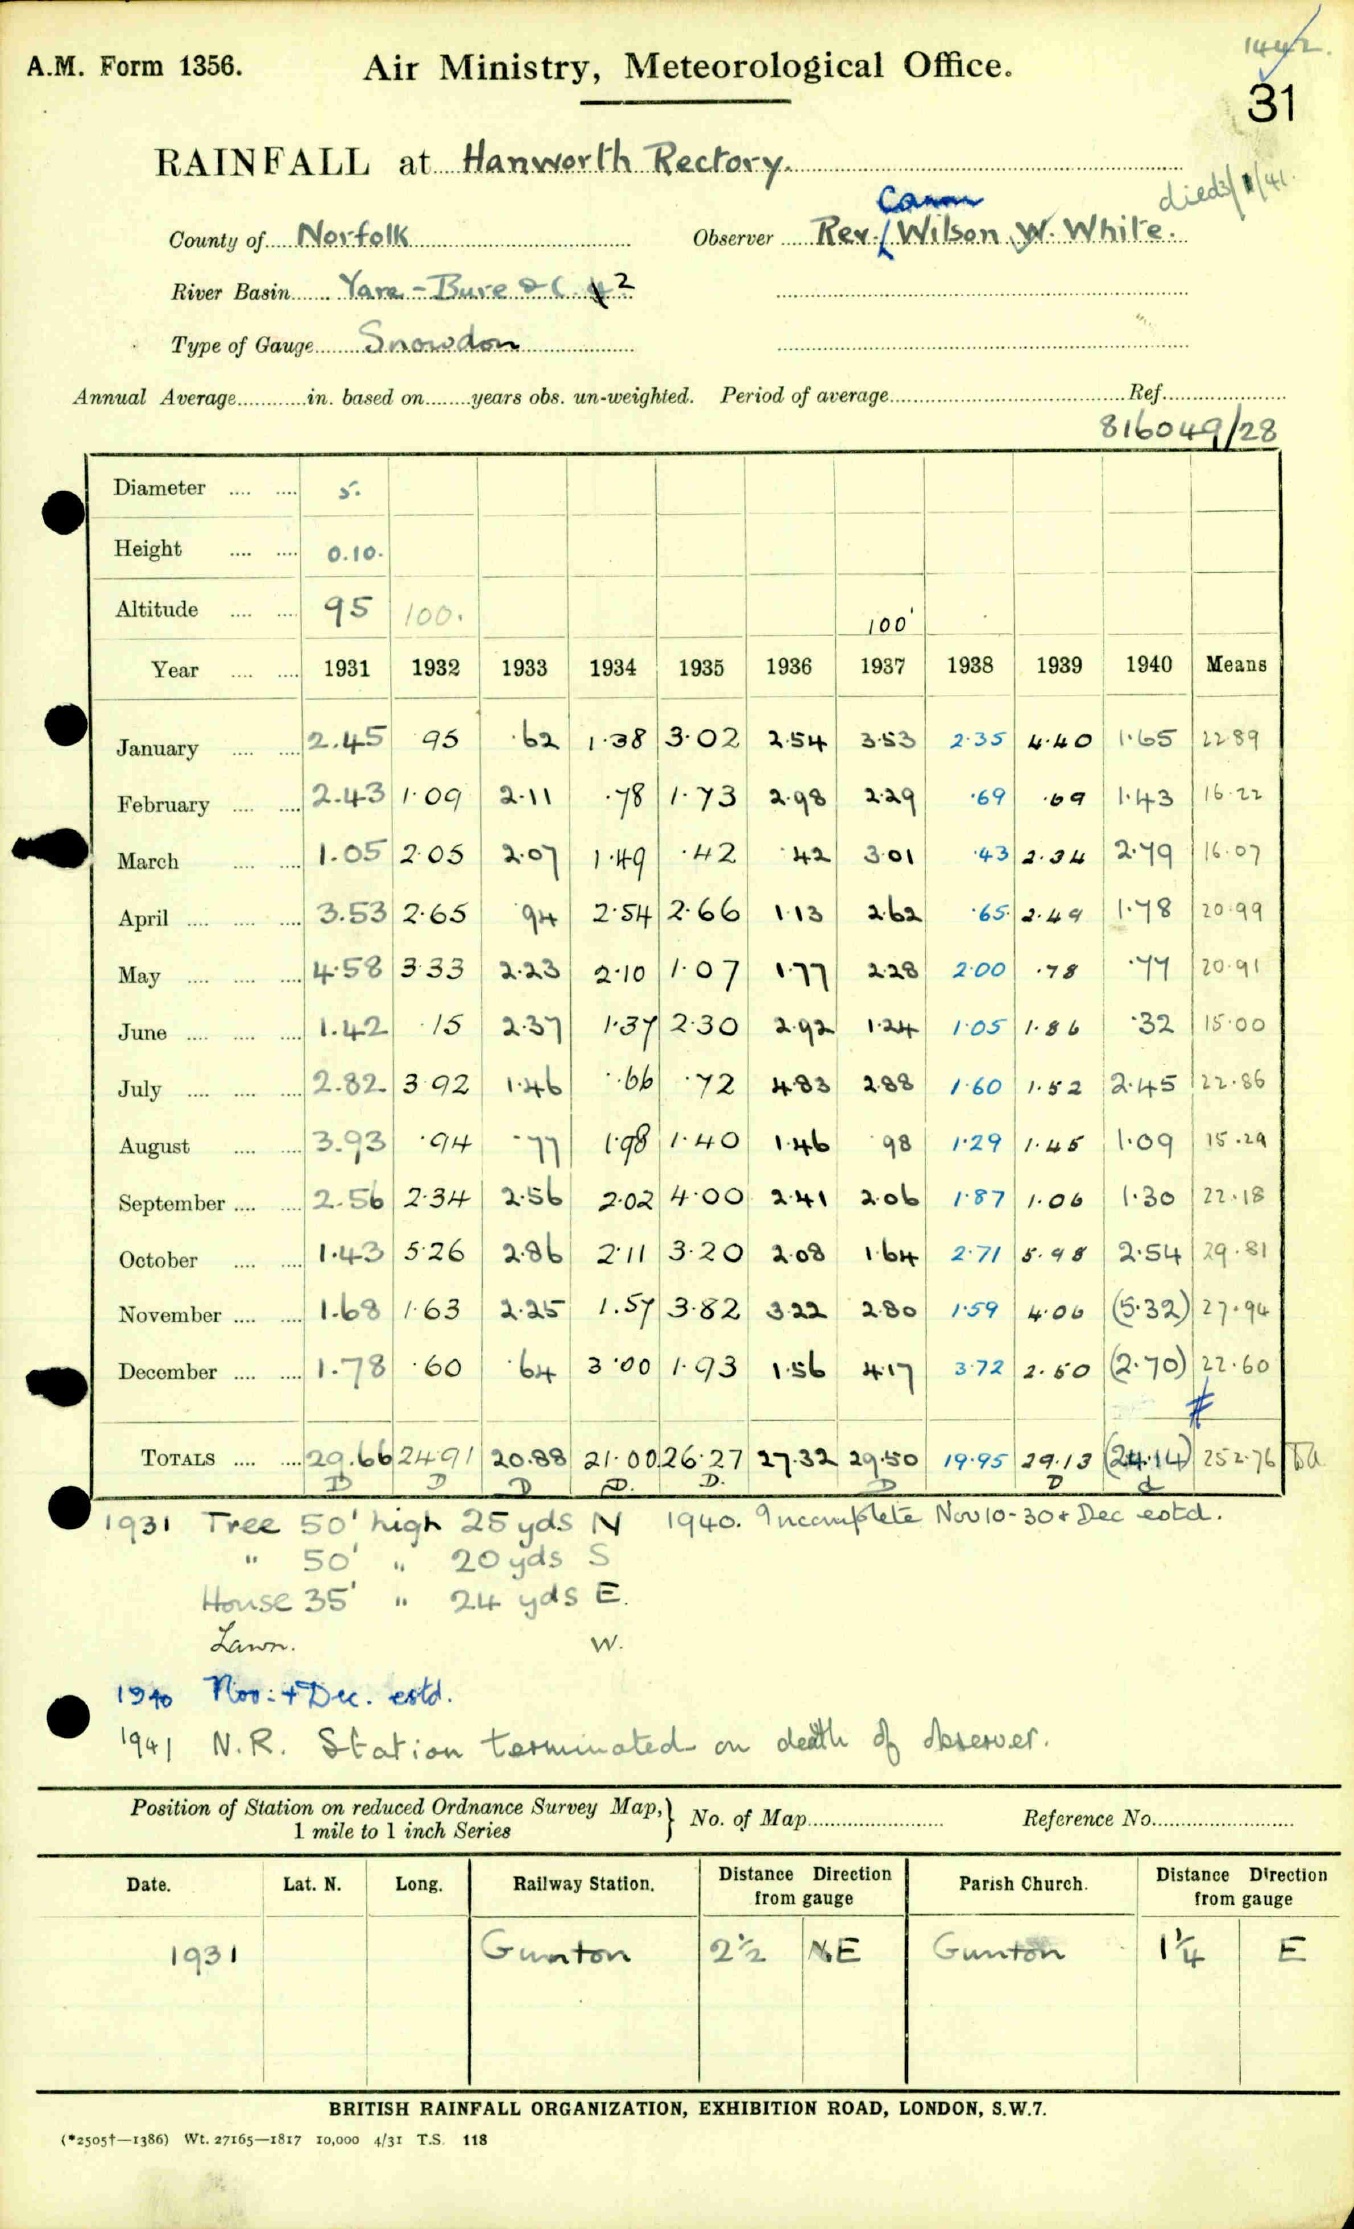 1442.
A.M. Form 1356.
Air Ministry, Meteorological Office.
31
RAINFALL at Hanworth Rectory.
died 3/1/41.
Canon
County of Norfolk Observer Rev. Wilson W. White.
River Basin Yare - Bure &c. 2
Type of Gauge Snowdon
Annual Average in. based on years obs. un-weighted. Period of average Ref.
816049/28
Diameter .... .... 5.
Height .... .... 0.10.
Altitude .... .... 95 100. 100'
Year .... .... 1931 1932 1933 1934 1935 1936 1937 1938 1939 1940 Means
January .... .... 2.45 .95 .62 1.38 3.02 2.54 3.53 2.35 4.40 1.65 22.89
February .... .... 2.43 1.09 2.11 .78 1.73 2.98 2.29 .69 .69 1.43 16.22
March .... .... 1.05 2.05 2.07 1.49 .42 .42 3.01 .43 2.34 2.79 16.07
April .... .... .... 3.53 2.65 .94 2.54 2.66 1.13 2.62 .65 2.49 1.78 20.99
May .... .... .... 4.58 3.33 2.23 2.10 1.07 1.77 2.28 2.00 .78 .77 20.91
June .... .... .... 1.42 .15 2.37 1.37 2.30 2.92 1.24 1.05 1.86 .32 15.00
July .... .... .... 2.82 3.92 1.46 .66 .72 4.83 2.88 1.60 1.52 2.45 22.86
August .... .... 3.93 .94 .77 1.98 1.40 1.46 .98 1.29 1.45 1.09 15.29
September .... .... 2.56 2.34 2.56 2.02 4.00 2.41 2.06 1.87 1.06 1.30 22.18
October .... .... 1.43 5.26 2.86 2.11 3.20 2.08 1.64 2.71 5.98 2.54 29.81
November .... .... 1.68 1.63 2.25 1.57 3.82 3.22 2.80 1.59 4.06 (5.32) 27.94
December .... .... 1.78 .60 .64 3.00 1.93 1.56 4.17 3.72 2.50 (2.70) 22.60
#
TOTALS .... .... 29.66 24.91 20.88 21.00 26.27 27.32 29.50 19.95 29.13 (24.14) 252.76
D D D D. D. D D d
1931 Tree 50' high 25 yds N 1940. Incomplete Nov 10-30 & Dec estd.
" 50' " 20 yds S
House 35' " 24 yds E.
Lawn. W.
1940 Nov: + Dec. estd.
1941 N.R. Station terminated on death of observer.
Position of Station on reduced Ordnance Survey Map, } No. of Map Reference No.
1 mile to 1 inch Series
Date. Lat. N. Long. Railway Station. Distance Direction from gauge Parish Church. Distance Direction from gauge
1931 Gunton 2½ NE Gunton 1¼ E
BRITISH RAINFALL ORGANIZATION, EXHIBITION ROAD, LONDON, S.W.7.
(*2505†—1386) Wt. 27165—1817 10,000 4/31 T.S. 118